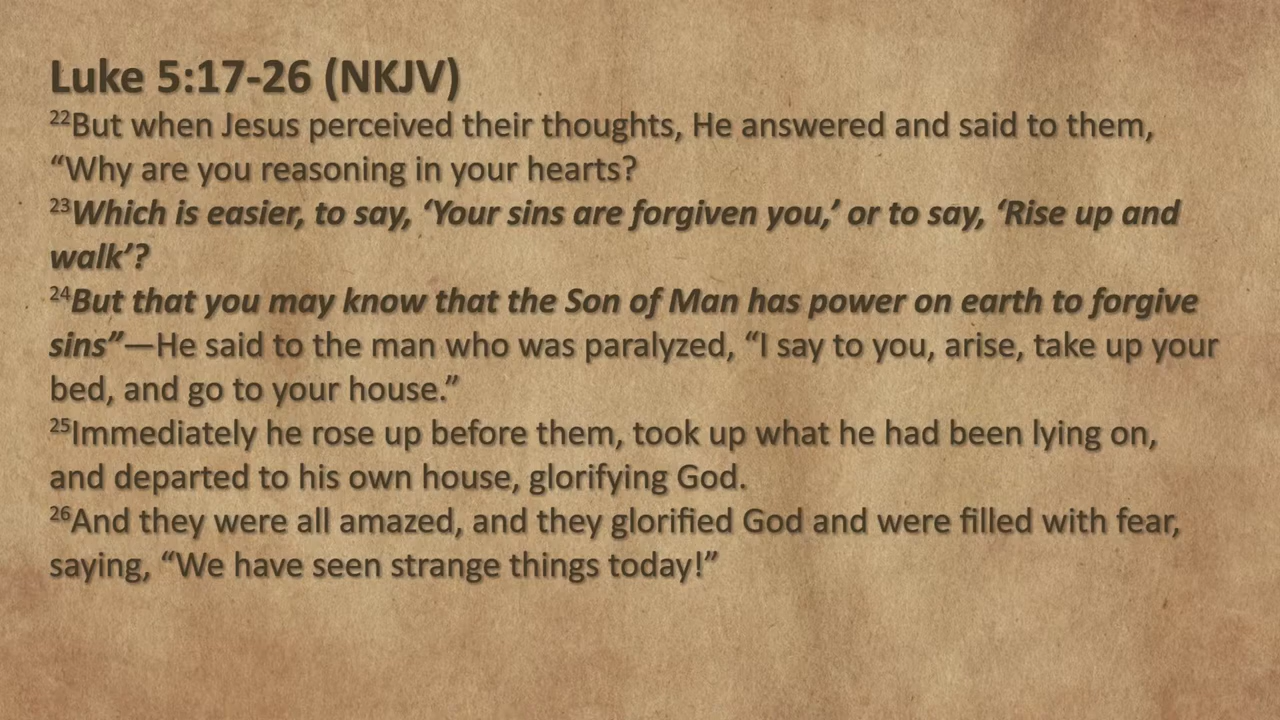 Luke 5:17-26 (NKJV)
22But when Jesus perceived their thoughts, He answered and said to them,
“Why are you reasoning in your hearts?
23Which is easier, to say, ‘Your sins are forgiven you,’ or to say, ‘Rise up and
walk’?
24But that you may know that the Son of Man has power on earth to forgive
sins”—He said to the man who was paralyzed, “I say to you, arise, take up your
bed, and go to your house.”
25Immediately he rose up before them, took up what he had been lying on,
and departed to his own house, glorifying God.
26And they were all amazed, and they glorified God and were filled with fear,
saying, “We have seen strange things today!”